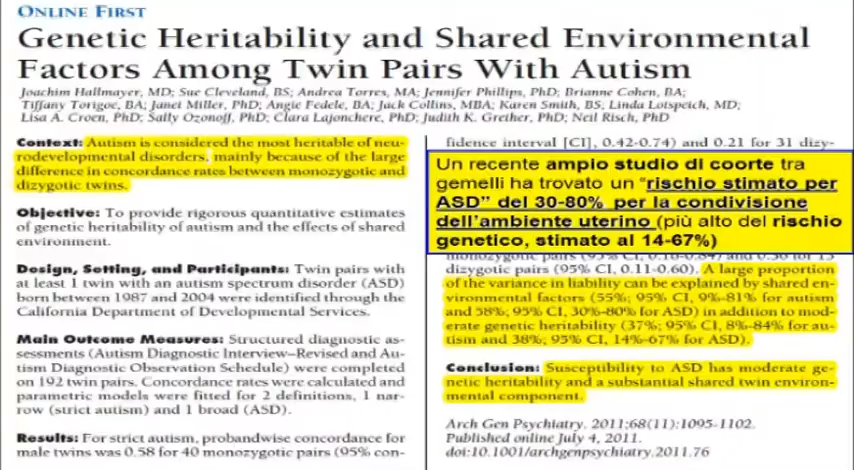 ONLINE FIRST
Genetic Heritability and Shared Environmental
Factors Among Twin Pairs With Autism
Joachim Hallmayer, MD; Sue Cleveland, BS; Andrea Torres, MA; Jennifer Phillips, PhD; Brianne Cohen, BA;
Tiffany Torigoe, BA; Janet Miller, PhD; Angie Fedele, BA; Jack Collins, MBA; Karen Smith, BS; Linda Lotspeich, MD;
Lisa A. Croen, PhD; Sally Ozonoff, PhD; Clara Lajonchere, PhD; Judith K. Grether, PhD; Neil Risch, PhD
Context: Autism is considered the most heritable of neu-
rodevelopmental disorders, mainly because of the large
difference in concordance rates between monozygotic and
dizygotic twins.
Objective: To provide rigorous quantitative estimates
of genetic heritability of autism and the effects of shared
environment.
Design, Setting, and Participants: Twin pairs with
at least 1 twin with an autism spectrum disorder (ASD)
born between 1987 and 2004 were identified through the
California Department of Developmental Services.
Main Outcome Measures: Structured diagnostic as-
sessments (Autism Diagnostic Interview–Revised and Au-
tism Diagnostic Observation Schedule) were completed
on 192 twin pairs. Concordance rates were calculated and
parametric models were fitted for 2 definitions, 1 nar-
row (strict autism) and 1 broad (ASD).
Results: For strict autism, probandwise concordance for
male twins was 0.58 for 40 monozygotic pairs (95% con-
fidence interval [CI], 0.42-0.74) and 0.21 for 31 dizy-
Un recente ampio studio di coorte tra
gemelli ha trovato un "rischio stimato per
ASD" del 30-80% per la condivisione
dell'ambiente uterino (più alto del rischio
genetico, stimato al 14-67%)
monozygotic pairs (95% CI, 0.16-0.84) and 0.36 for 15
dizygotic pairs (95% CI, 0.11-0.60). A large proportion
of the variance in liability can be explained by shared en-
vironmental factors (55%; 95% CI, 9%-81% for autism
and 58%; 95% CI, 30%-80% for ASD) in addition to mod-
erate genetic heritability (37%; 95% CI, 8%-84% for au-
tism and 38%; 95% CI, 14%-67% for ASD).
Conclusion: Susceptibility to ASD has moderate ge-
netic heritability and a substantial shared twin environ-
mental component.
Arch Gen Psychiatry. 2011;68(11):1095-1102.
Published online July 4, 2011.
doi:10.1001/archgenpsychiatry.2011.76